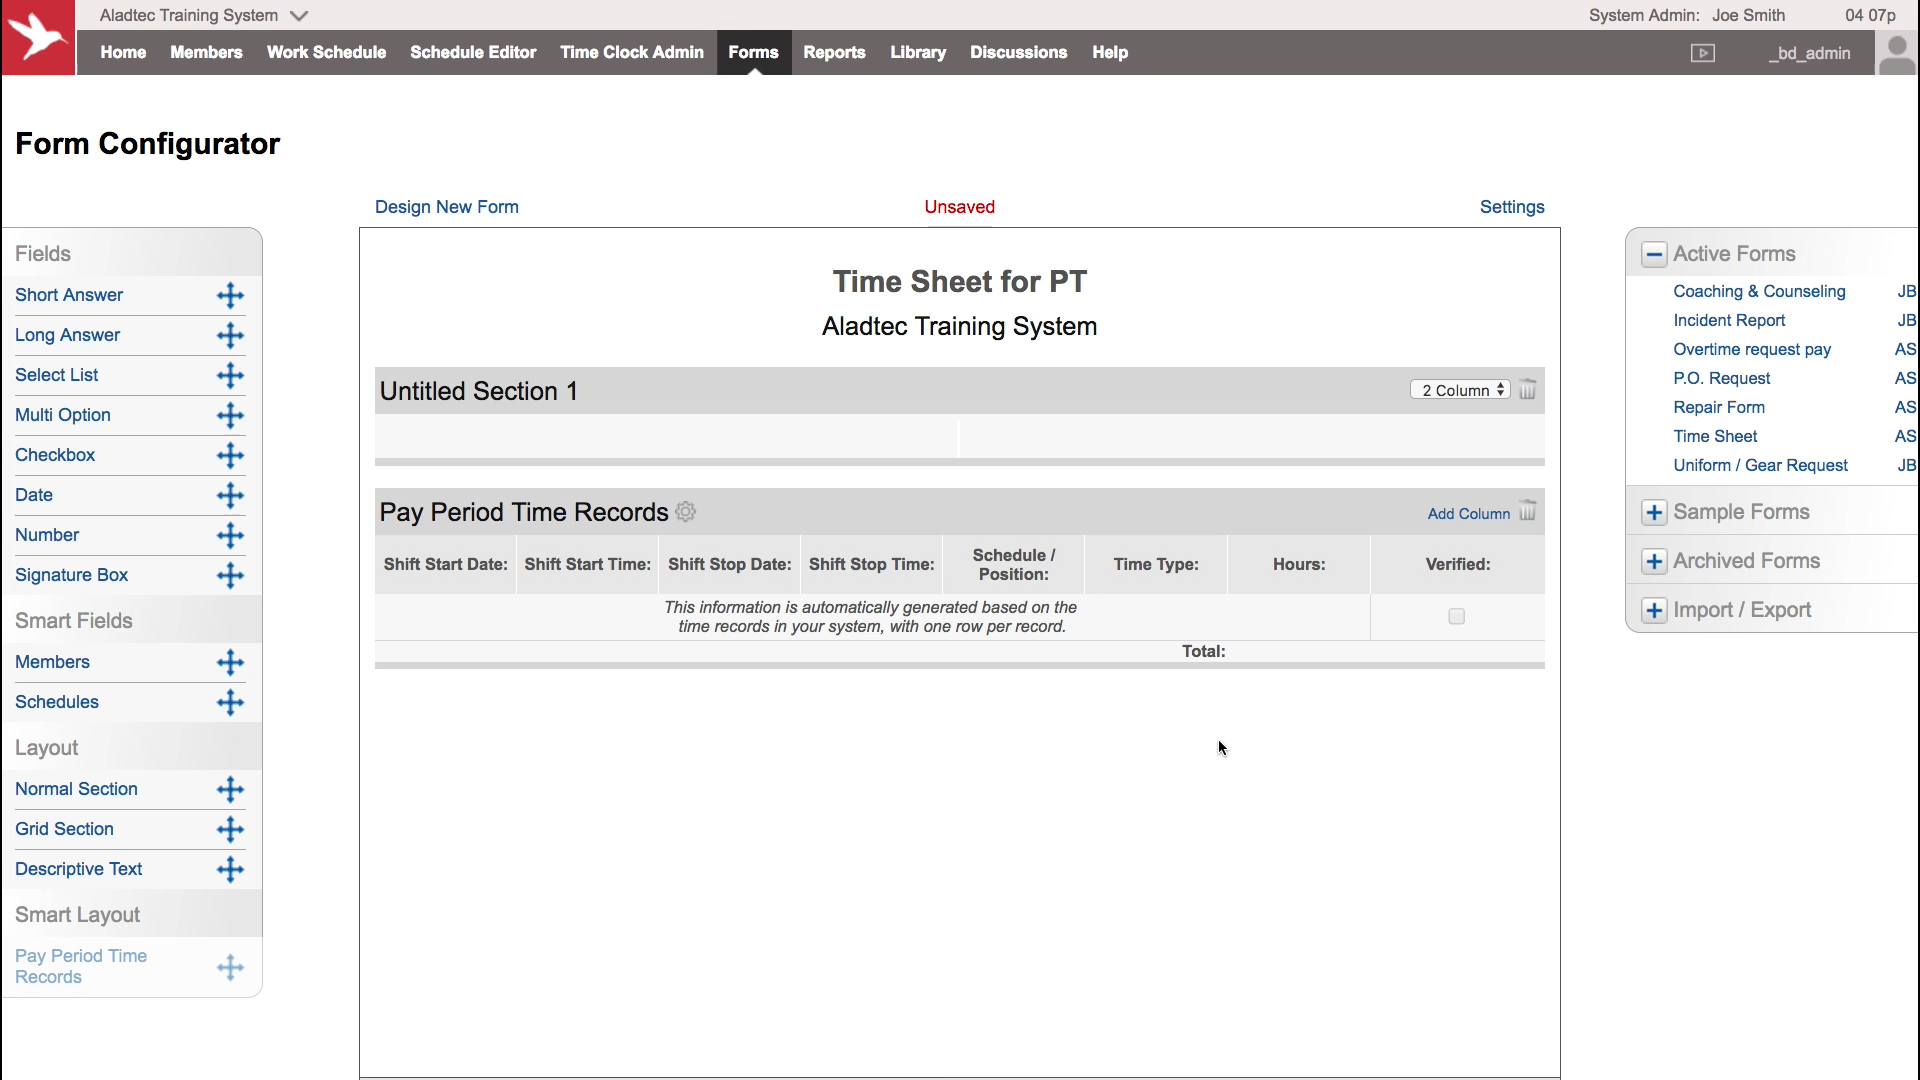 Aladtec Training System
System Admin: Joe Smith
04 07p
Home Members Work Schedule Schedule Editor Time Clock Admin Forms Reports Library Discussions Help
_bd_admin
Form Configurator
Design New Form
Unsaved
Settings
Fields
Short Answer
Long Answer
Select List
Multi Option
Checkbox
Date
Number
Signature Box
Smart Fields
Members
Schedules
Layout
Normal Section
Grid Section
Descriptive Text
Smart Layout
Pay Period Time
Records
Time Sheet for PT
Aladtec Training System
Untitled Section 1
2 Column
Pay Period Time Records
Add Column
Shift Start Date: Shift Start Time: Shift Stop Date: Shift Stop Time: Schedule / Position: Time Type: Hours: Verified:
This information is automatically generated based on the
time records in your system, with one row per record.
Total:
Active Forms
Coaching & Counseling JB
Incident Report JB
Overtime request pay AS
P.O. Request AS
Repair Form AS
Time Sheet AS
Uniform / Gear Request JB
Sample Forms
Archived Forms
Import / Export